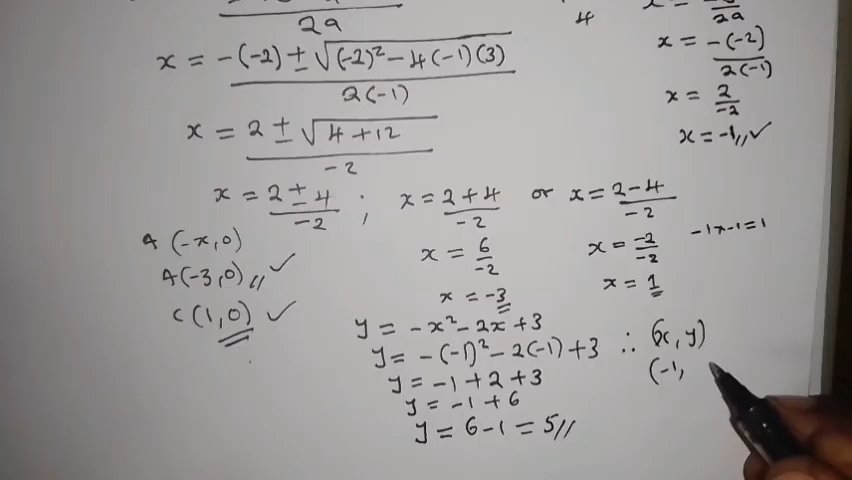 2a
x = -(-2) ± √(-2)² - 4(-1)(3)
2(-1)
x = 2 ± √4 + 12
-2
x = 2 ± 4 ; x = 2 + 4 or x = 2 - 4
-2 -2 -2
x = 6
-2
x = -3
x = -2
-2
x = 1
A (-x, 0)
A (-3, 0) // ✓
C (1, 0) ✓
y = -x² - 2x + 3
y = -(-1)² - 2(-1) + 3
y = -1 + 2 + 3
y = -1 + 6
y = 6 - 1 = 5 //
∴ (x, y)
(-1,
4
2a
x = -(-2)
2(-1)
x = 2
-2
x = -1 // ✓
-1 x -1 = 1